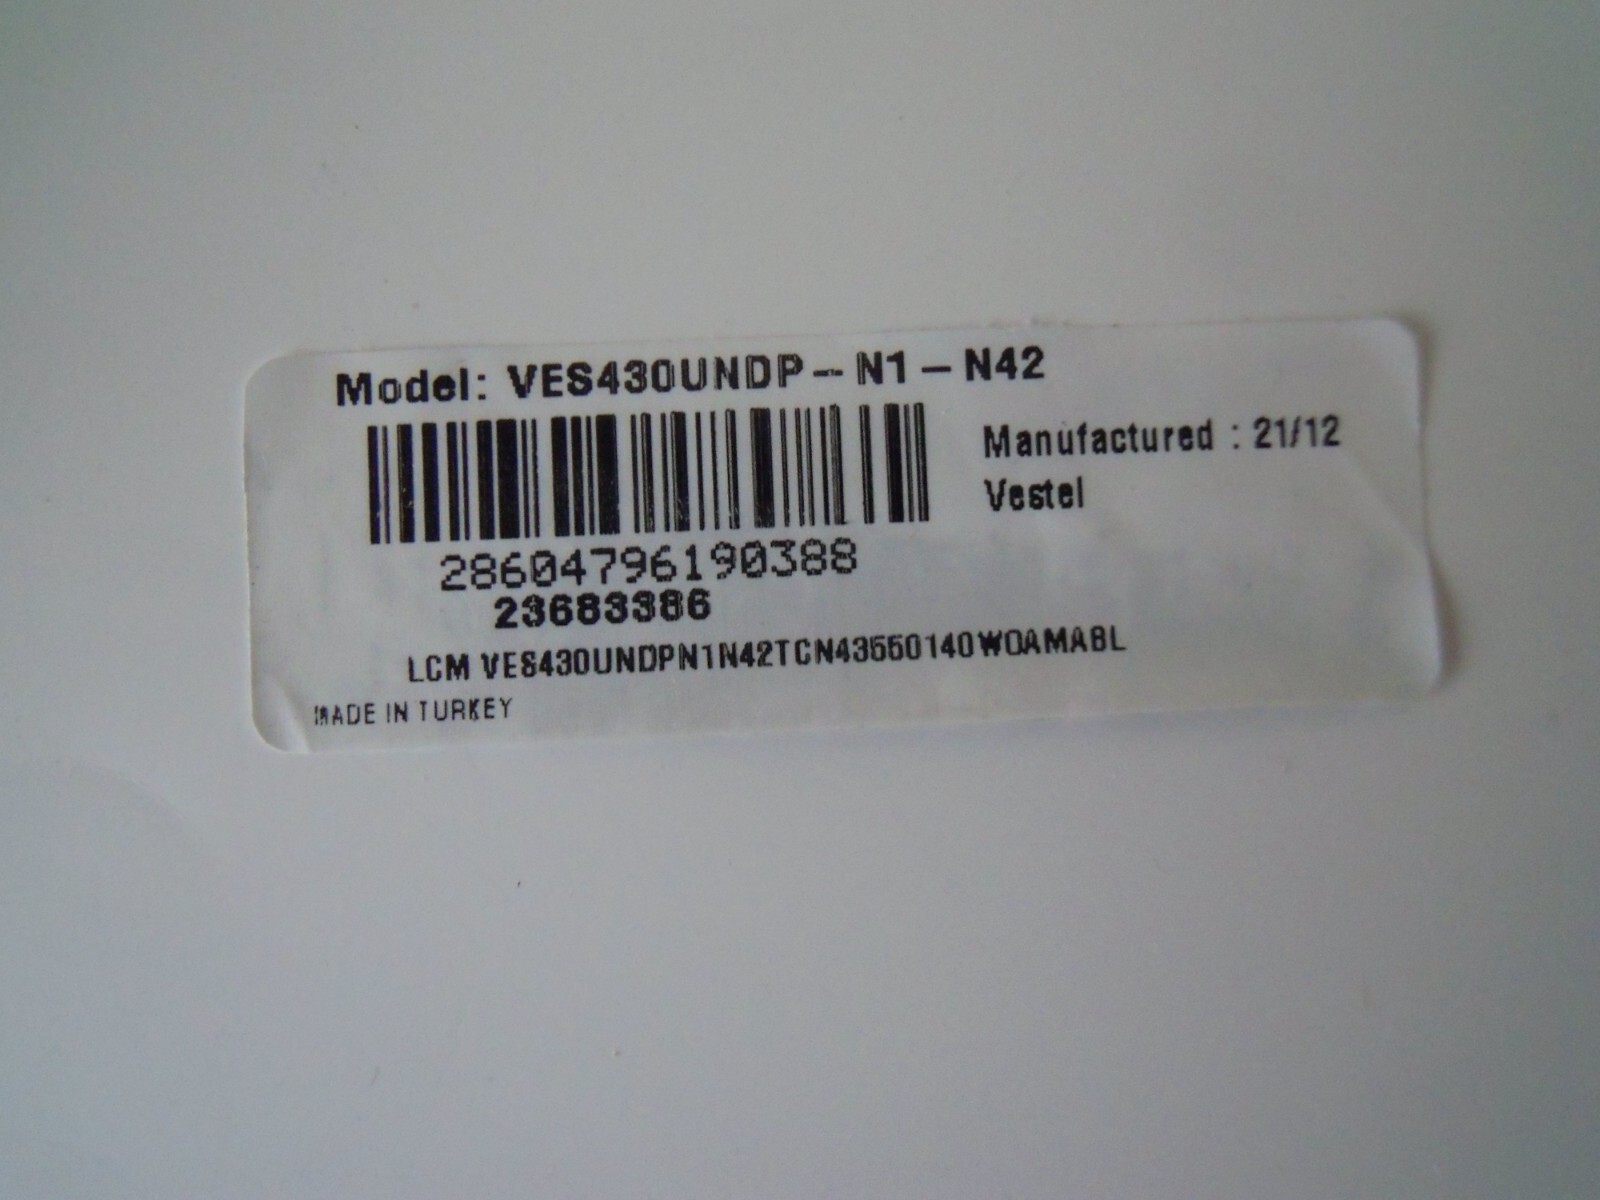 Model: VES430UNDP-N1-N42
Manufactured : 21/12
Vestel
28604796190388
23683386
LCM VES430UNDPN1N42TCN43550140W0AMABL
MADE IN TURKEY